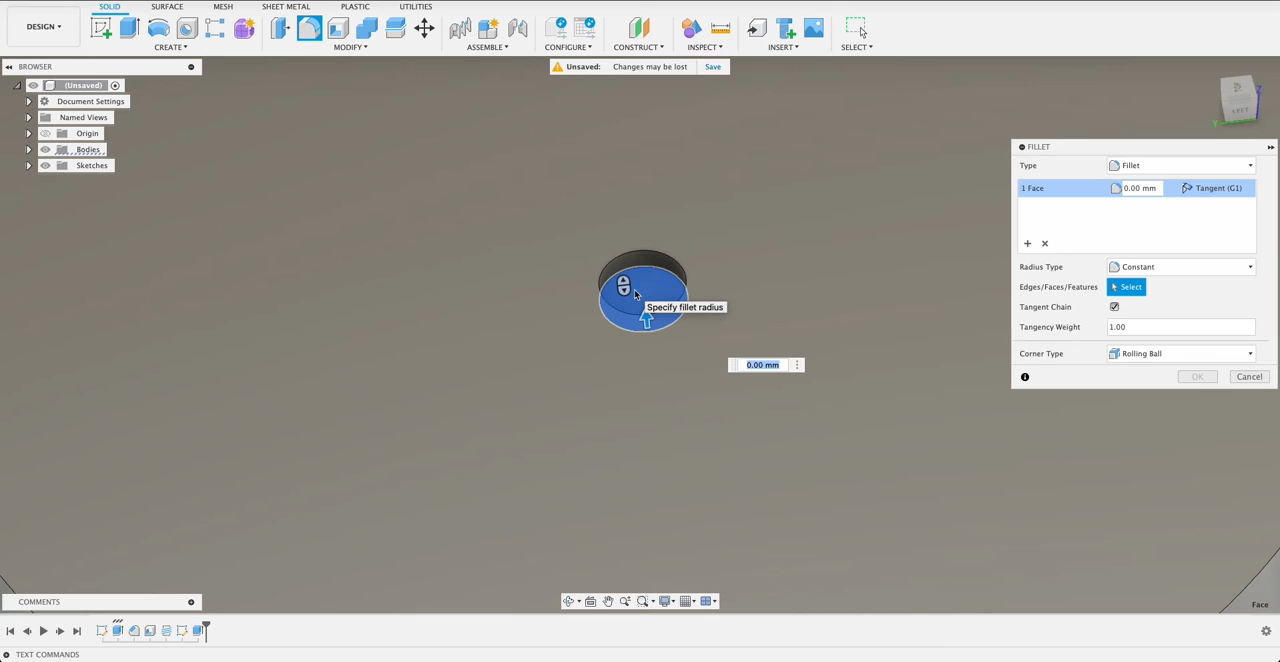 SOLID SURFACE MESH SHEET METAL PLASTIC UTILITIES
DESIGN
CREATE MODIFY ASSEMBLE CONFIGURE CONSTRUCT INSPECT INSERT SELECT
BROWSER
Unsaved: Changes may be lost Save
(Unsaved)
Document Settings
Named Views
Origin
Bodies
Sketches
LEFT
Z
Y
FILLET
Type Fillet
1 Face 0.00 mm Tangent (G1)
Radius Type Constant
Edges/Faces/Features Select
Tangent Chain
Tangency Weight 1.00
Corner Type Rolling Ball
OK Cancel
Specify fillet radius
0.00 mm
COMMENTS
Face
TEXT COMMANDS